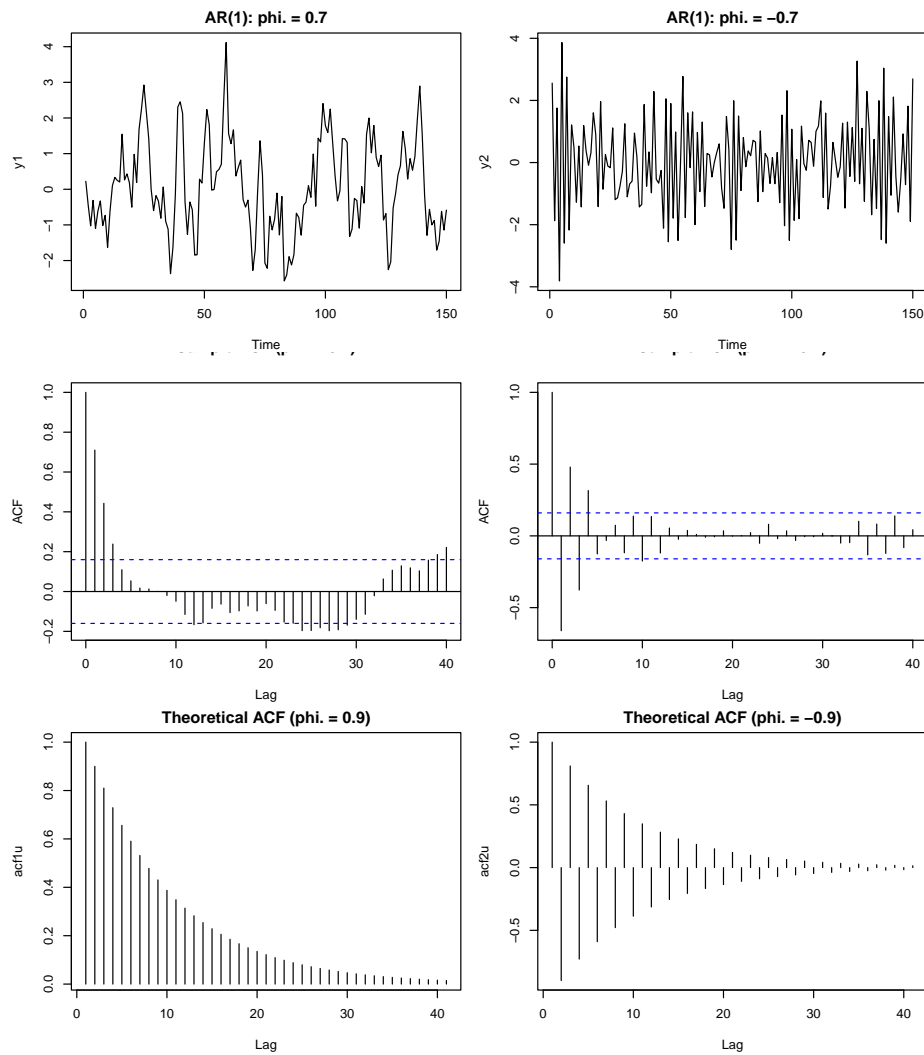 AR(1): phi. = 0.7
y1
4
3
2
1
0
−1
−2
0 50 100 150
Time
AR(1): phi. = −0.7
y2
4
2
0
−2
−4
0 50 100 150
Time
ACF
1.0
0.8
0.6
0.4
0.2
0.0
−0.2
0 10 20 30 40
Lag
ACF
1.0
0.5
0.0
−0.5
0 10 20 30 40
Lag
Theoretical ACF (phi. = 0.9)
acf1u
1.0
0.8
0.6
0.4
0.2
0.0
0 10 20 30 40
Lag
Theoretical ACF (phi. = −0.9)
acf2u
1.0
0.5
0.0
−0.5
0 10 20 30 40
Lag